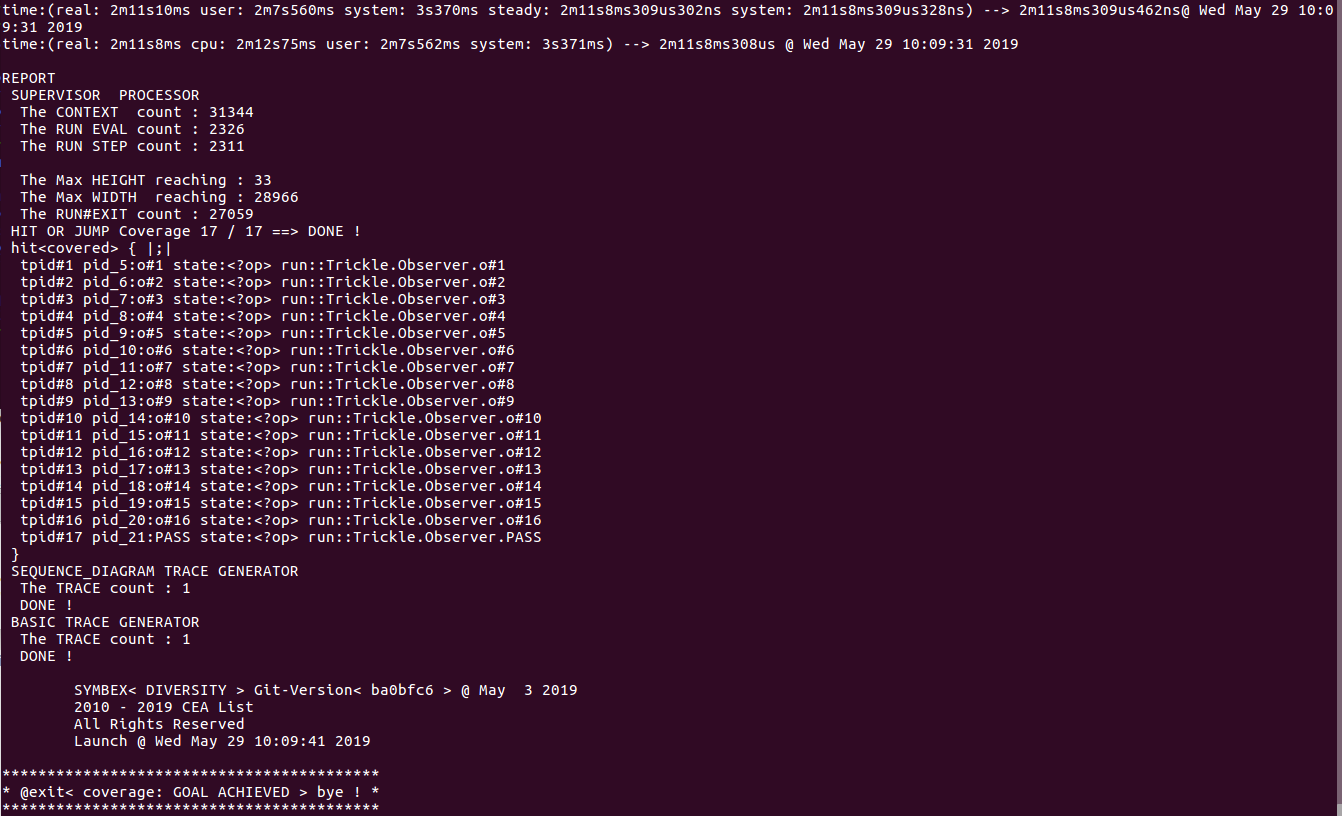 time:(real: 2m11s10ms user: 2m7s560ms system: 3s370ms steady: 2m11s8ms309us302ns system: 2m11s8ms309us328ns) --> 2m11s8ms309us462ns@ Wed May 29 10:0
9:31 2019
time:(real: 2m11s8ms cpu: 2m12s75ms user: 2m7s562ms system: 3s371ms) --> 2m11s8ms308us @ Wed May 29 10:09:31 2019
REPORT
SUPERVISOR  PROCESSOR
The CONTEXT  count : 31344
The RUN EVAL count : 2326
The RUN STEP count : 2311
The Max HEIGHT reaching : 33
The Max WIDTH  reaching : 28966
The RUN#EXIT count : 27059
HIT OR JUMP Coverage 17 / 17 ==> DONE !
hit<covered> { |;|
tpid#1 pid_5:o#1 state:<?op> run::Trickle.Observer.o#1
tpid#2 pid_6:o#2 state:<?op> run::Trickle.Observer.o#2
tpid#3 pid_7:o#3 state:<?op> run::Trickle.Observer.o#3
tpid#4 pid_8:o#4 state:<?op> run::Trickle.Observer.o#4
tpid#5 pid_9:o#5 state:<?op> run::Trickle.Observer.o#5
tpid#6 pid_10:o#6 state:<?op> run::Trickle.Observer.o#6
tpid#7 pid_11:o#7 state:<?op> run::Trickle.Observer.o#7
tpid#8 pid_12:o#8 state:<?op> run::Trickle.Observer.o#8
tpid#9 pid_13:o#9 state:<?op> run::Trickle.Observer.o#9
tpid#10 pid_14:o#10 state:<?op> run::Trickle.Observer.o#10
tpid#11 pid_15:o#11 state:<?op> run::Trickle.Observer.o#11
tpid#12 pid_16:o#12 state:<?op> run::Trickle.Observer.o#12
tpid#13 pid_17:o#13 state:<?op> run::Trickle.Observer.o#13
tpid#14 pid_18:o#14 state:<?op> run::Trickle.Observer.o#14
tpid#15 pid_19:o#15 state:<?op> run::Trickle.Observer.o#15
tpid#16 pid_20:o#16 state:<?op> run::Trickle.Observer.o#16
tpid#17 pid_21:PASS state:<?op> run::Trickle.Observer.PASS
}
SEQUENCE_DIAGRAM TRACE GENERATOR
The TRACE count : 1
DONE !
BASIC TRACE GENERATOR
The TRACE count : 1
DONE !
SYMBEX< DIVERSITY > Git-Version< ba0bfc6 > @ May  3 2019
2010 - 2019 CEA List
All Rights Reserved
Launch @ Wed May 29 10:09:41 2019
******************************************
* @exit< coverage: GOAL ACHIEVED > bye ! *
******************************************